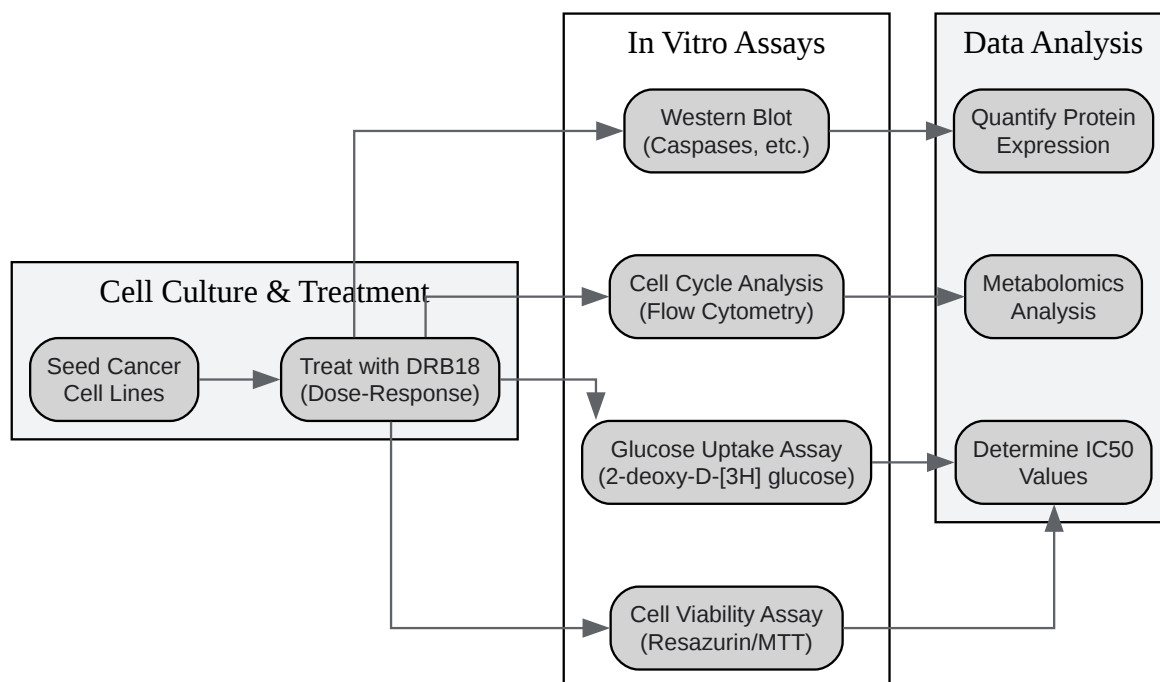 Cell Culture & Treatment
Seed Cancer
Cell Lines
Treat with DRB18
(Dose-Response)
In Vitro Assays
Western Blot
(Caspases, etc.)
Cell Cycle Analysis
(Flow Cytometry)
Glucose Uptake Assay
(2-deoxy-D-[3H] glucose)
Cell Viability Assay
(Resazurin/MTT)
Data Analysis
Quantify Protein
Expression
Metabolomics
Analysis
Determine IC50
Values